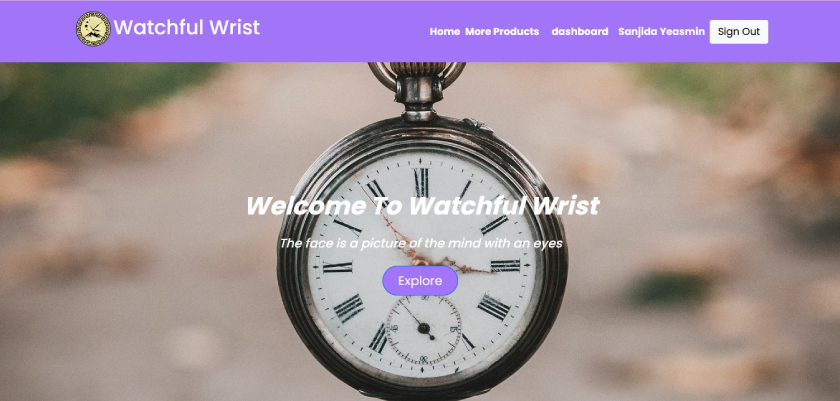 Watchful Wrist
Home More Products dashboard Sanjida Yeasmin Sign Out
Welcome To Watchful Wrist
The face is a picture of the mind with an eyes
Explore
XII